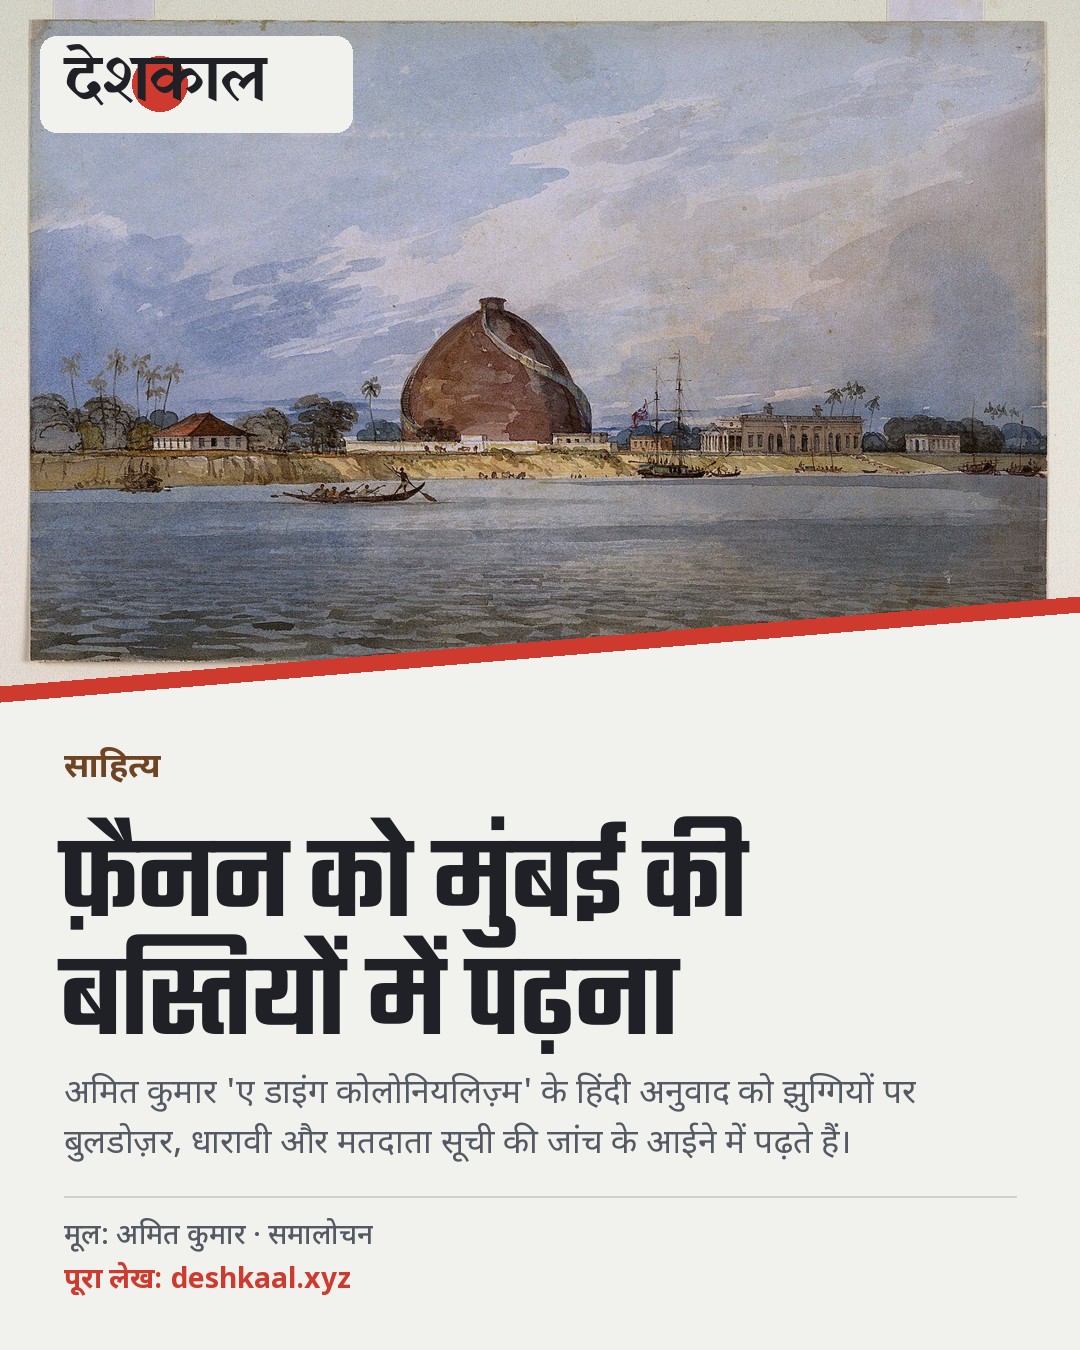 देशकाल
साहित्य
फ़ैनन को मुंबई की
बस्तियों में पढ़ना
अमित कुमार 'ए डाइंग कोलोनियलिज़्म' के हिंदी अनुवाद को झुग्गियों पर
बुलडोज़र, धारावी और मतदाता सूची की जांच के आईने में पढ़ते हैं।
मूल: अमित कुमार · समालोचन
पूरा लेख: deshkaal.xyz